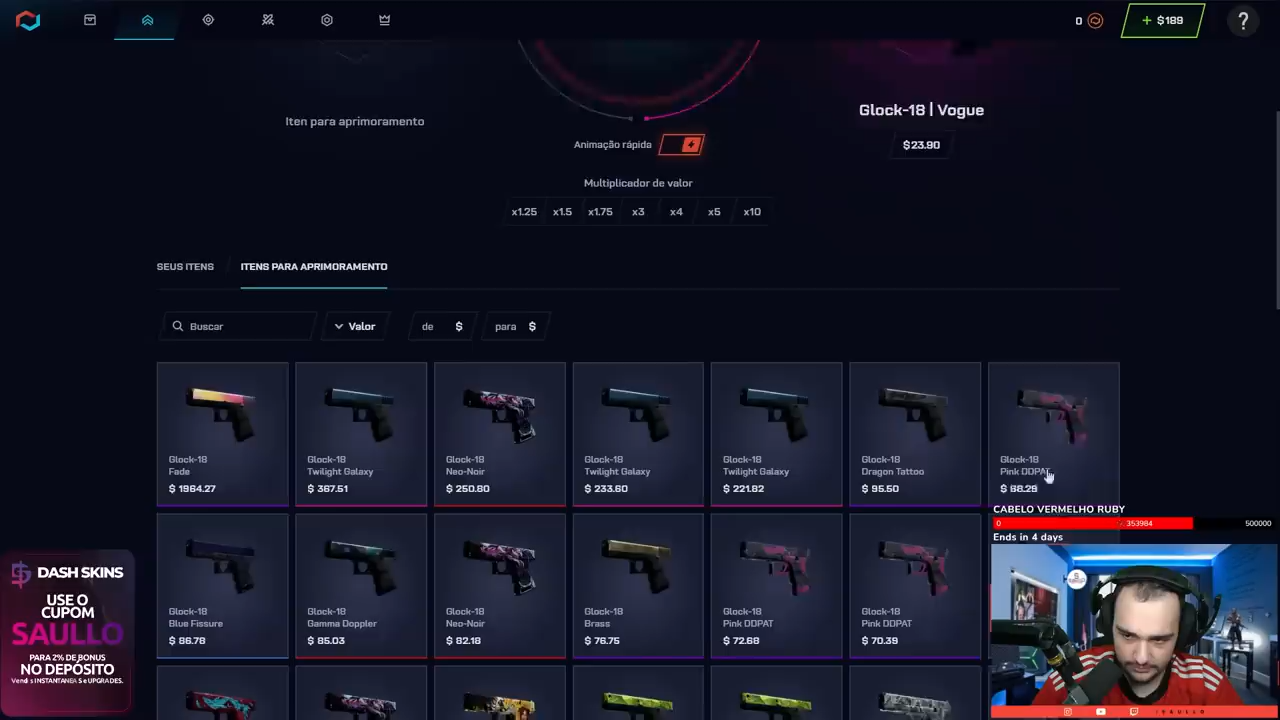 0
+ $189
?
Iten para aprimoramento
Glock-18 | Vogue
Animação rápida
$23.90
Multiplicador de valor
x1.25 x1.5 x1.75 x3 x4 x5 x10
SEUS ITENS
ITENS PARA APRIMORAMENTO
Buscar
Valor
de $
para $
Glock-18 Glock-18 Glock-18 Glock-18 Glock-18 Glock-18 Glock-18
Fade Twilight Galaxy Neo-Noir Twilight Galaxy Twilight Galaxy Dragon Tattoo Pink DDPAT
$ 1964.27 $ 367.51 $ 250.80 $ 233.60 $ 221.82 $ 95.50 $ 88.26
CABELO VERMELHO RUBY
0 353984 500000
Ends in 4 days
DASH SKINS
USE O
CUPOM
SAULLO
PARA 2% DE BONUS
NO DEPÓSITO
Glock-18 Glock-18 Glock-18 Glock-18 Glock-18 Glock-18
Blue Fissure Gamma Doppler Neo-Noir Brass Pink DDPAT Pink DDPAT
$ 86.78 $ 85.03 $ 82.18 $ 76.75 $ 72.68 $ 70.39